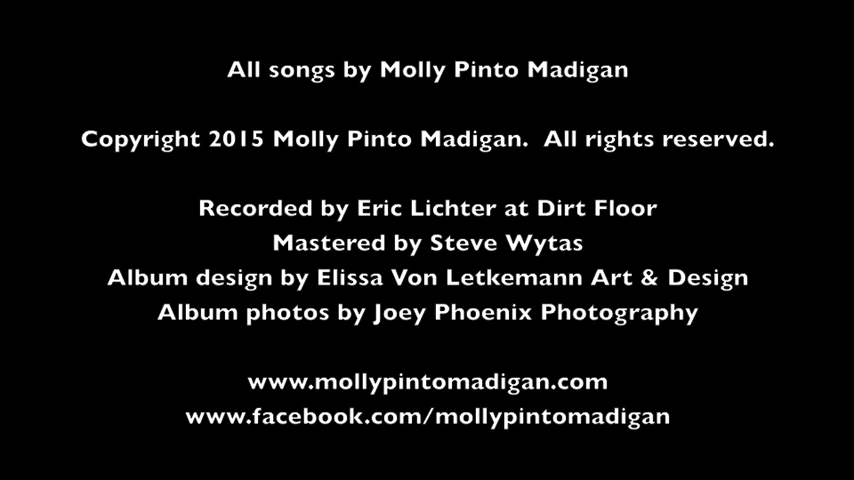 All songs by Molly Pinto Madigan
Copyright 2015 Molly Pinto Madigan.  All rights reserved.
Recorded by Eric Lichter at Dirt Floor
Mastered by Steve Wytas
Album design by Elissa Von Letkemann Art & Design
Album photos by Joey Phoenix Photography
www.mollypintomadigan.com
www.facebook.com/mollypintomadigan